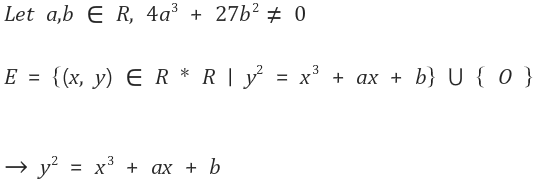 Let a,b ∈ R, 4a³ + 27b² ≠ 0
E = {(x, y) ∈ R * R | y² = x³ + ax + b} ∪ { O }
→ y² = x³ + ax + b